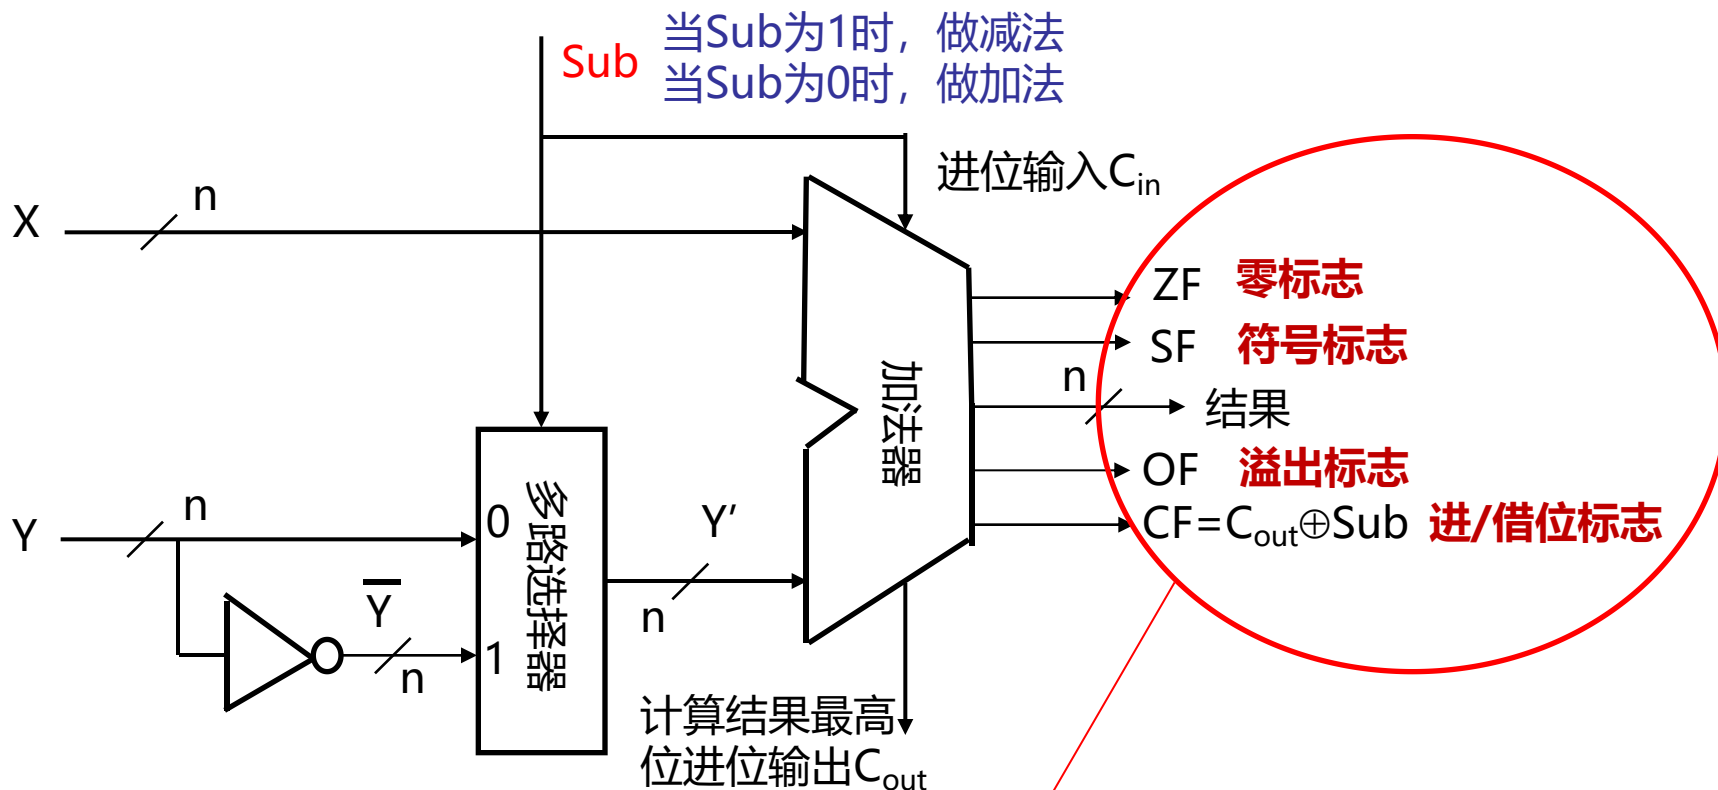 当Sub为1时，做减法
Sub
当Sub为0时，做加法
进位输入Cin
n
X
ZF 零标志
SF 符号标志
n
结果
加法器
OF 溢出标志
n
Y
0
多路选择器
Y'
CF=Cout⊕Sub 进/借位标志
Y
n
1
n
计算结果最高
位进位输出Cout